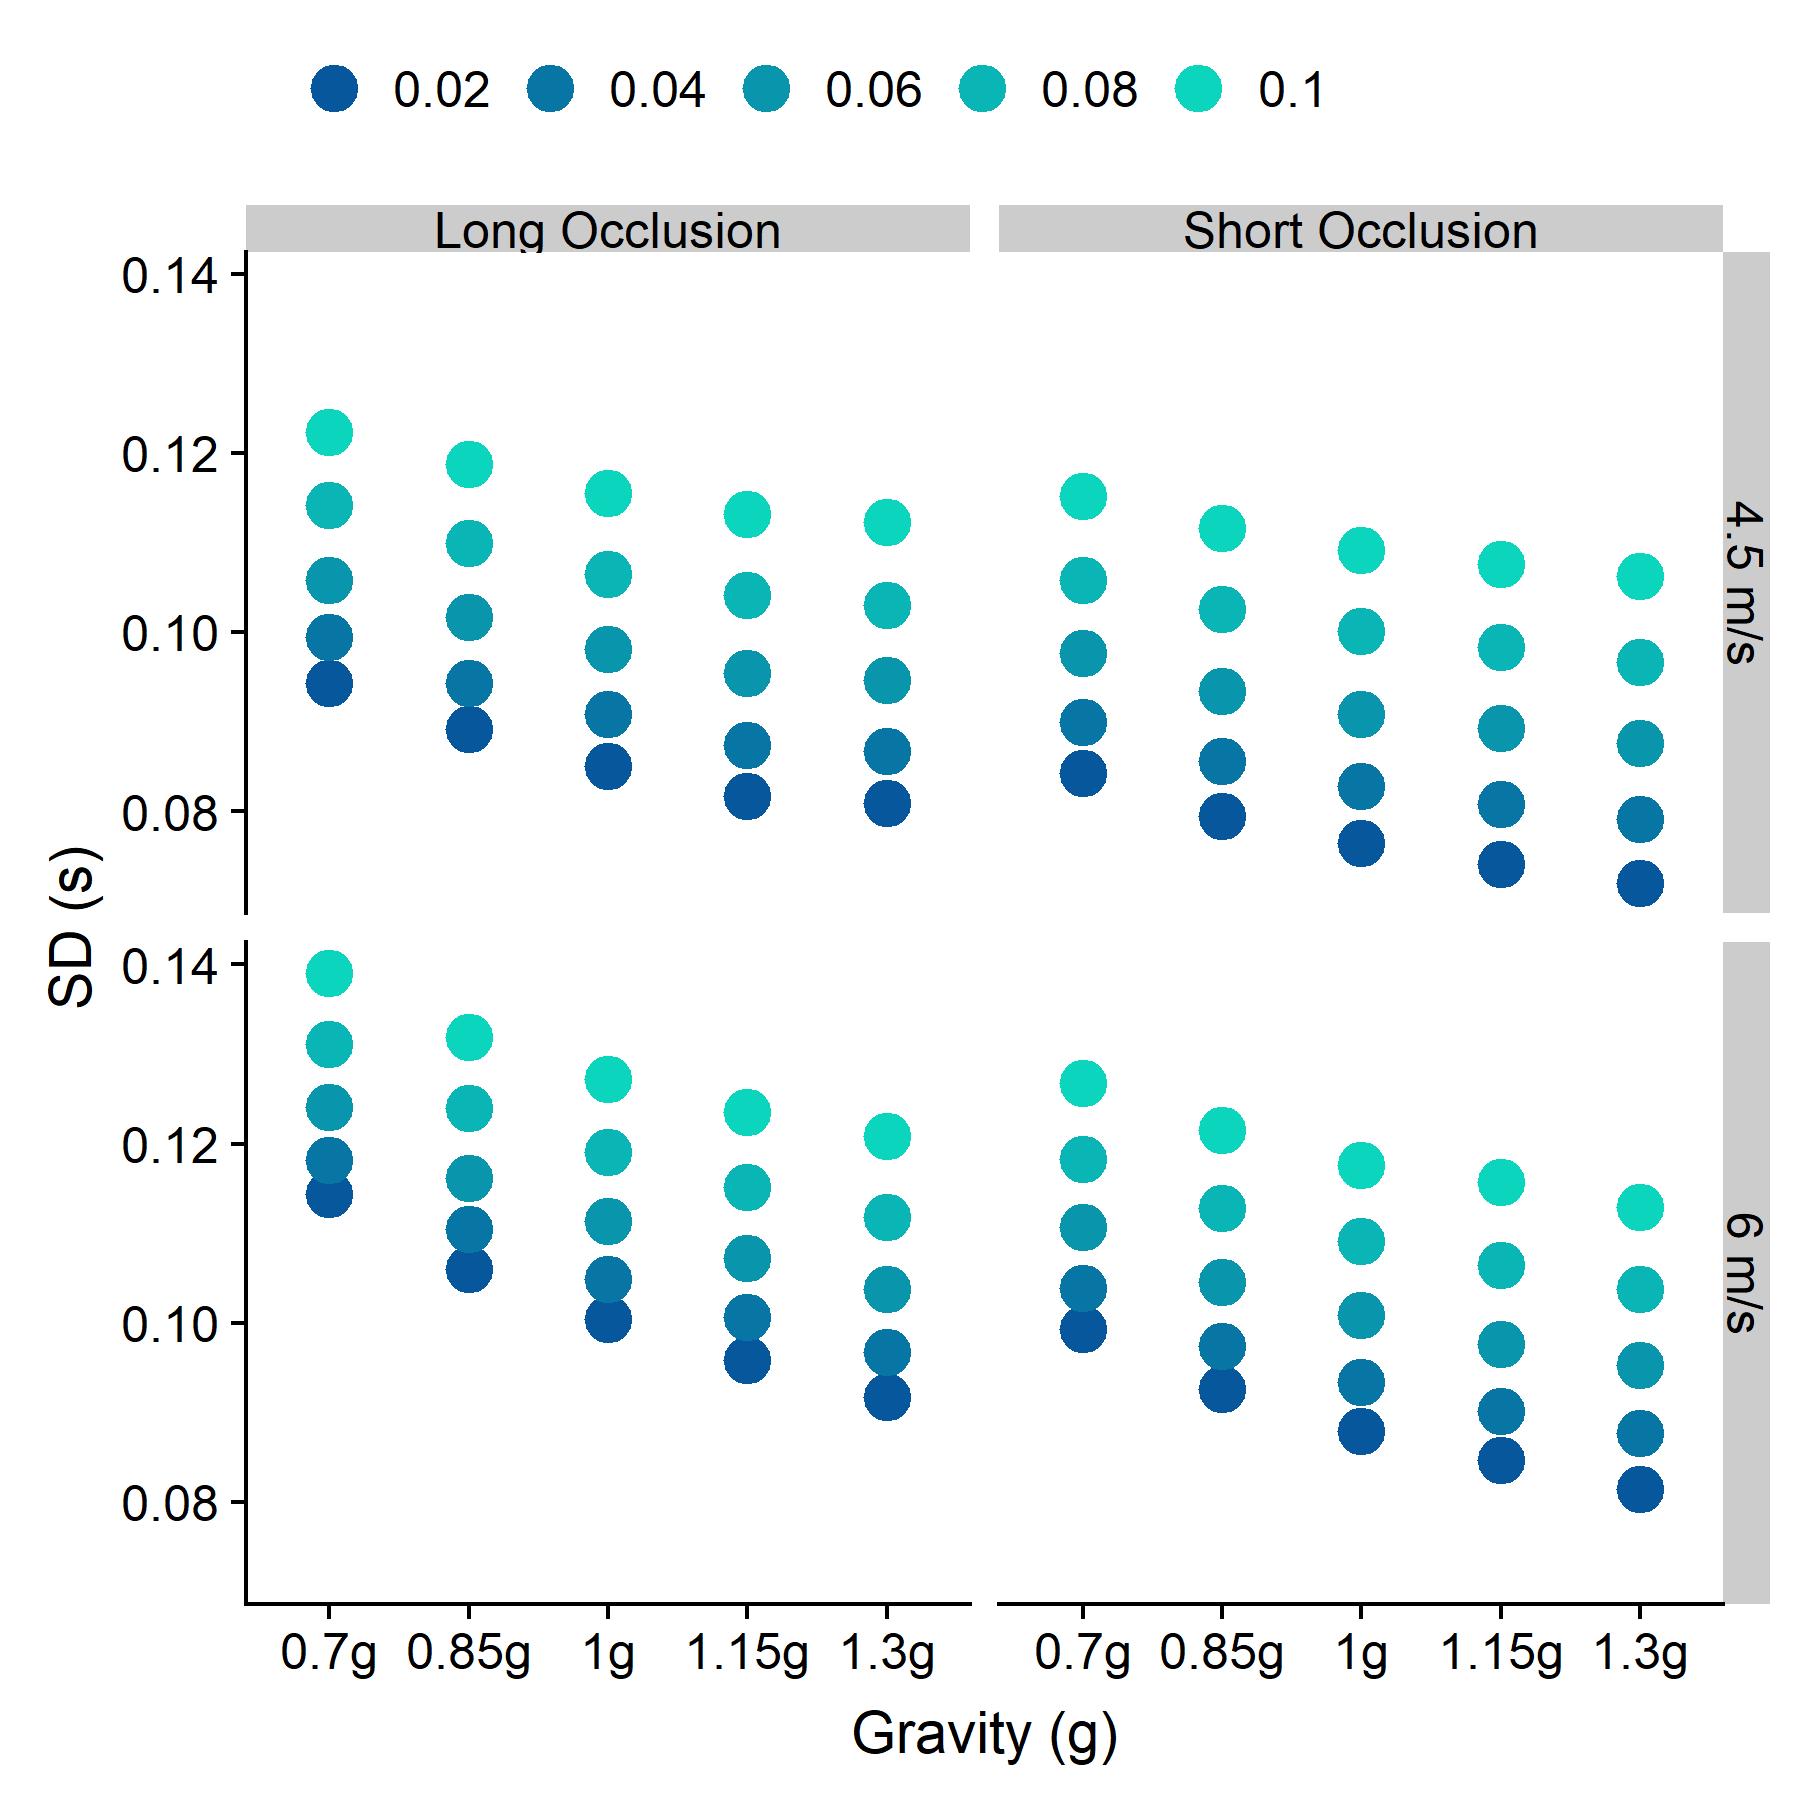 0.02 0.04 0.06 0.08 0.1
Long Occlusion Short Occlusion
0.14
0.12
0.10
0.08
4.5 m/s
SD (s)
0.14
0.12
0.10
0.08
6 m/s
0.7g 0.85g 1g 1.15g 1.3g 0.7g 0.85g 1g 1.15g 1.3g
Gravity (g)